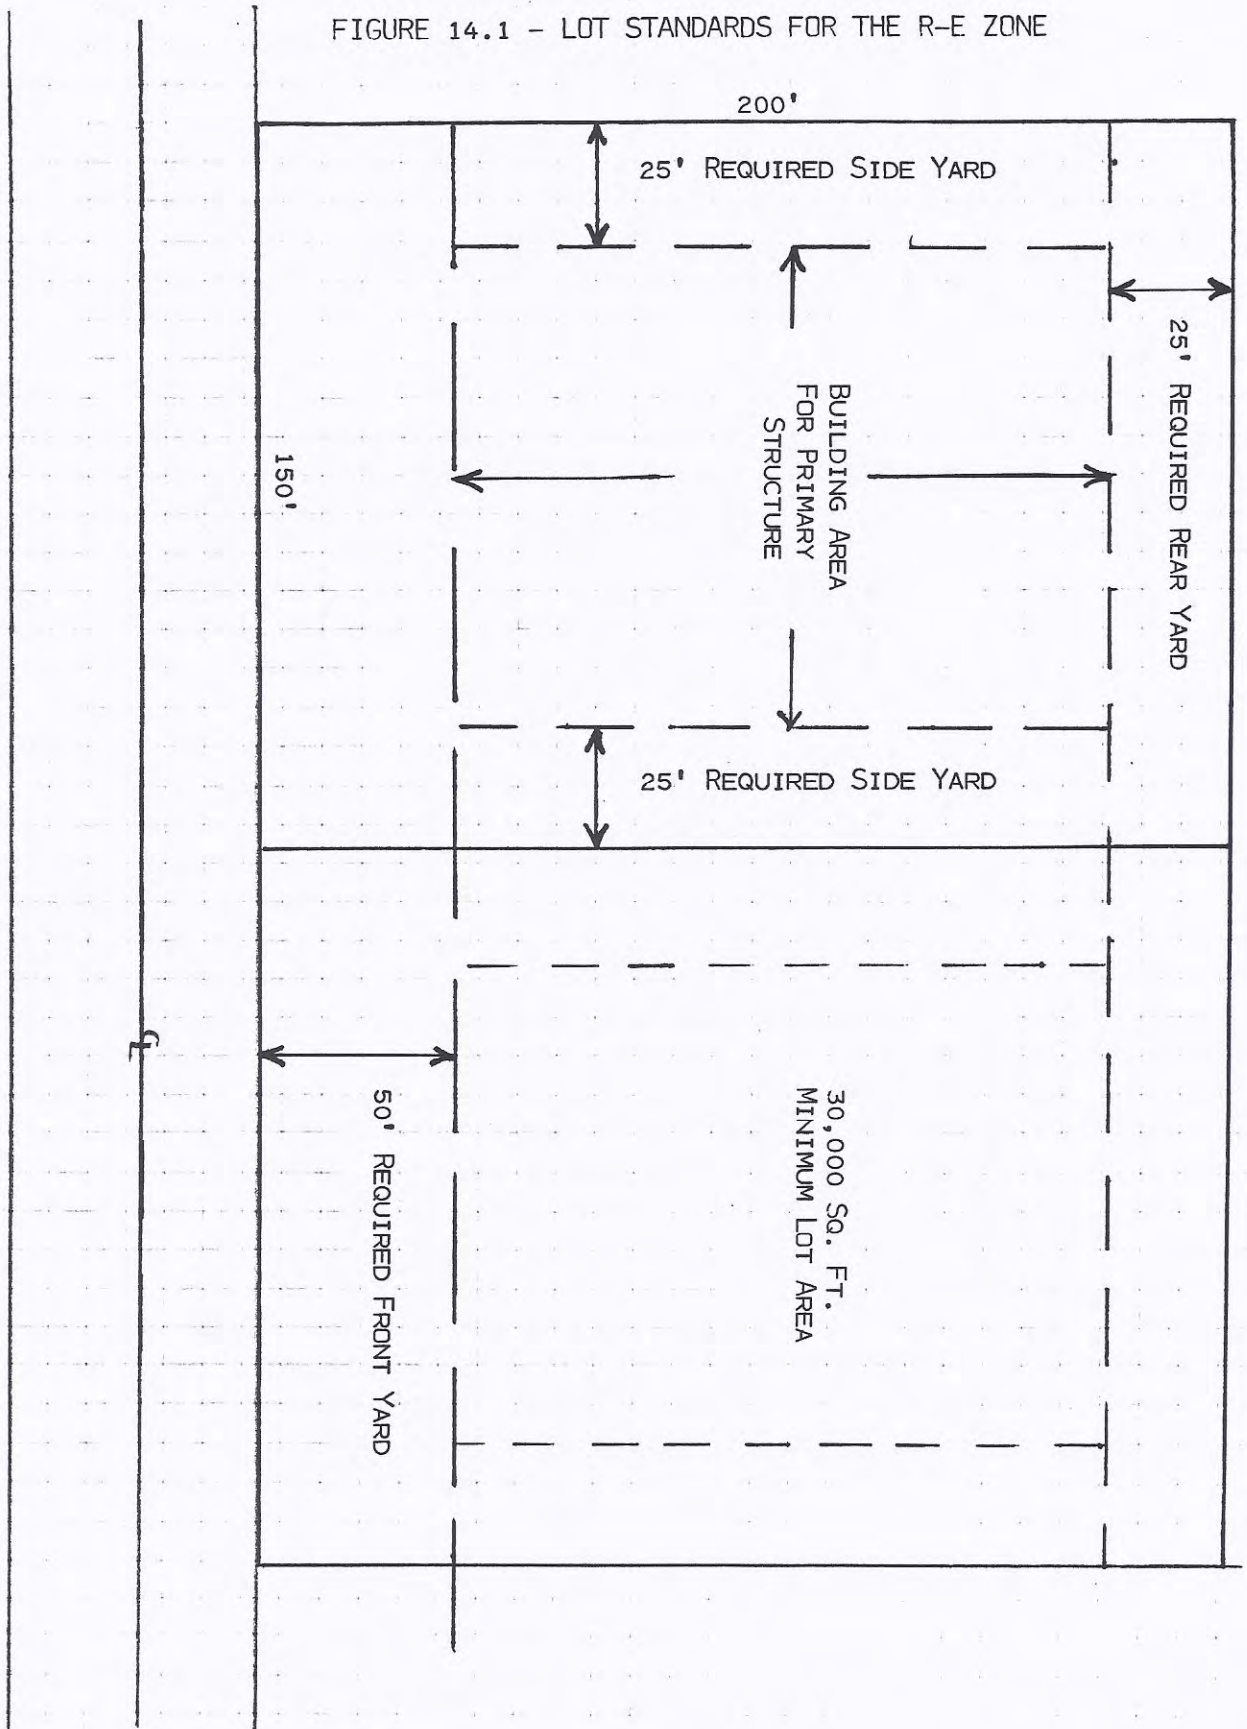 FIGURE 14.1 - LOT STANDARDS FOR THE R-E ZONE
200'
25' REQUIRED SIDE YARD
25' REQUIRED REAR YARD
BUILDING AREA
FOR PRIMARY
STRUCTURE
150'
25' REQUIRED SIDE YARD
℄
50' REQUIRED FRONT YARD
30,000 SQ. FT.
MINIMUM LOT AREA